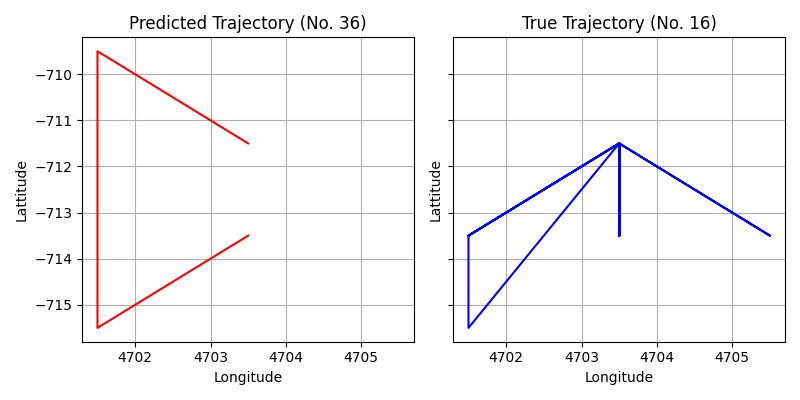 Predicted Trajectory (No. 36)
True Trajectory (No. 16)
−710
−711
−712
−713
−714
−715
Lattitude
Lattitude
4702 4703 4704 4705
4702 4703 4704 4705
Longitude
Longitude